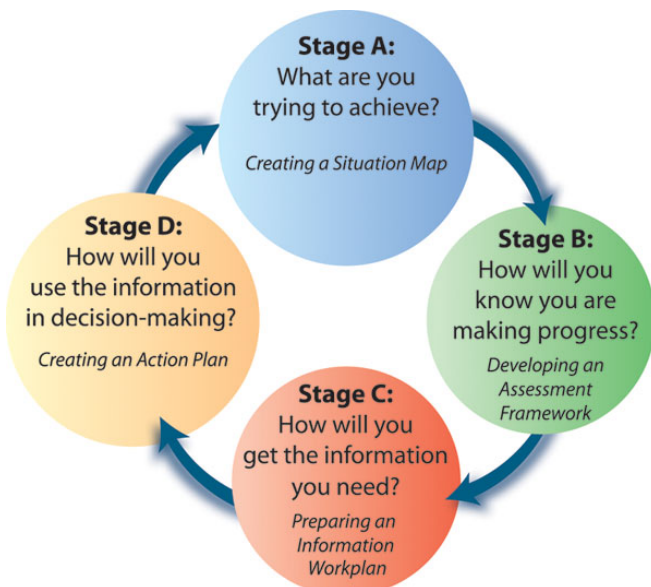 Stage A:
What are you
trying to achieve?
Creating a Situation Map
Stage B:
How will you
know you are
making progress?
Developing an
Assessment
Framework
Stage C:
How will you
get the information
you need?
Preparing an
Information
Workplan
Stage D:
How will you
use the information
in decision-making?
Creating an Action Plan